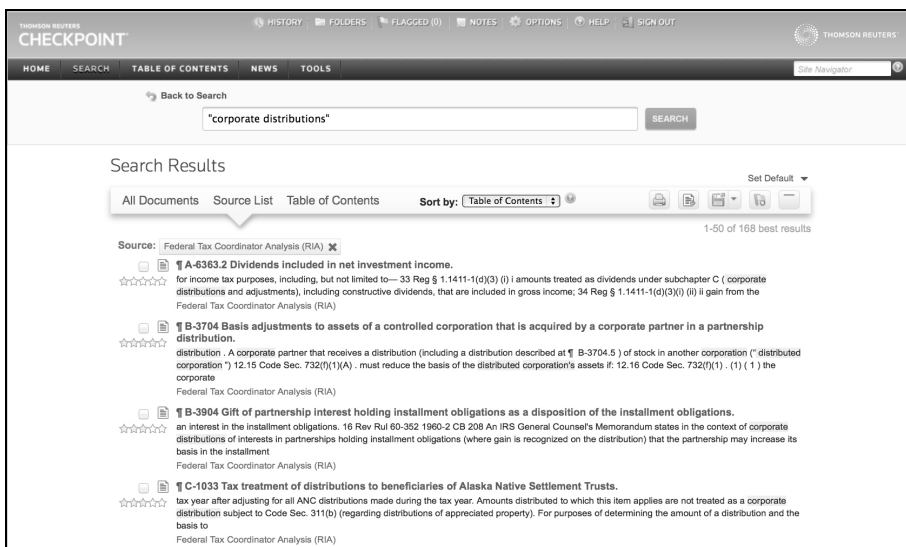 HISTORY FOLDERS FLAGGED (0) NOTES OPTIONS HELP SIGN OUT
THOMSON REUTERS
CHECKPOINT™
THOMSON REUTERS
HOME SEARCH TABLE OF CONTENTS NEWS TOOLS Site Navigator
Back to Search
"corporate distributions" SEARCH
Search Results
Set Default
All Documents Source List Table of Contents Sort by: Table of Contents
1-50 of 168 best results
Source: Federal Tax Coordinator Analysis (RIA)
¶ A-6363.2 Dividends included in net investment income.
for income tax purposes, including, but not limited to— 33 Reg § 1.1411-1(d)(3) (i) i amounts treated as dividends under subchapter C ( corporate
distributions and adjustments), including constructive dividends, that are included in gross income; 34 Reg § 1.1411-1(d)(3)(i) (ii) ii gain from the
Federal Tax Coordinator Analysis (RIA)
¶ B-3704 Basis adjustments to assets of a controlled corporation that is acquired by a corporate partner in a partnership
distribution.
distribution . A corporate partner that receives a distribution (including a distribution described at ¶ B-3704.5 ) of stock in another corporation (" distributed
corporation ") 12.15 Code Sec. 732(f)(1)(A) . must reduce the basis of the distributed corporation's assets if: 12.16 Code Sec. 732(f)(1) . (1) ( 1 ) the
corporate
Federal Tax Coordinator Analysis (RIA)
¶ B-3904 Gift of partnership interest holding installment obligations as a disposition of the installment obligations.
an interest in the installment obligations. 16 Rev Rul 60-352 1960-2 CB 208 An IRS General Counsel's Memorandum states in the context of corporate
distributions of interests in partnerships holding installment obligations (where gain is recognized on the distribution) that the partnership may increase its
basis in the installment
Federal Tax Coordinator Analysis (RIA)
¶ C-1033 Tax treatment of distributions to beneficiaries of Alaska Native Settlement Trusts.
tax year after adjusting for all ANC distributions made during the tax year. Amounts distributed to which this item applies are not treated as a corporate
distribution subject to Code Sec. 311(b) (regarding distributions of appreciated property). For purposes of determining the amount of a distribution and the
basis to
Federal Tax Coordinator Analysis (RIA)